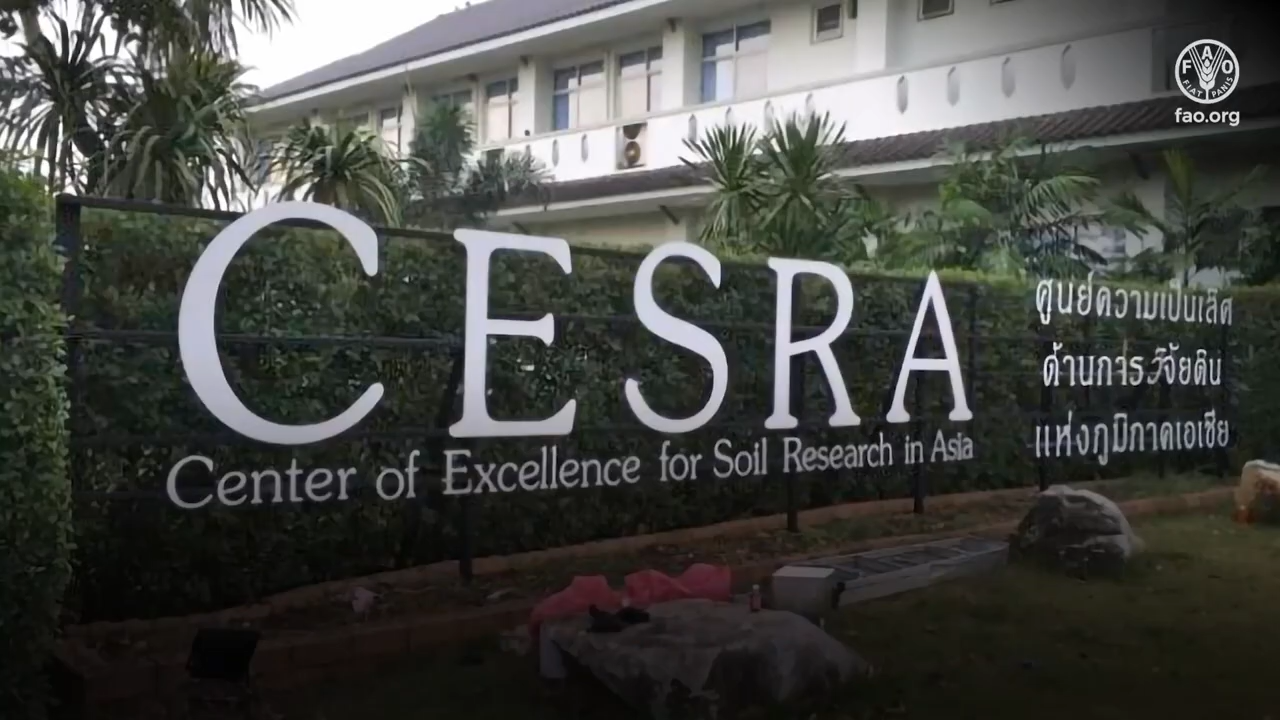 CESRA
Center of Excellence for Soil Research in Asia
ศูนย์ความเป็นเลิศ
ด้านการวิจัยดิน
แห่งภูมิภาคเอเชีย
FAO
FIAT PANIS
fao.org